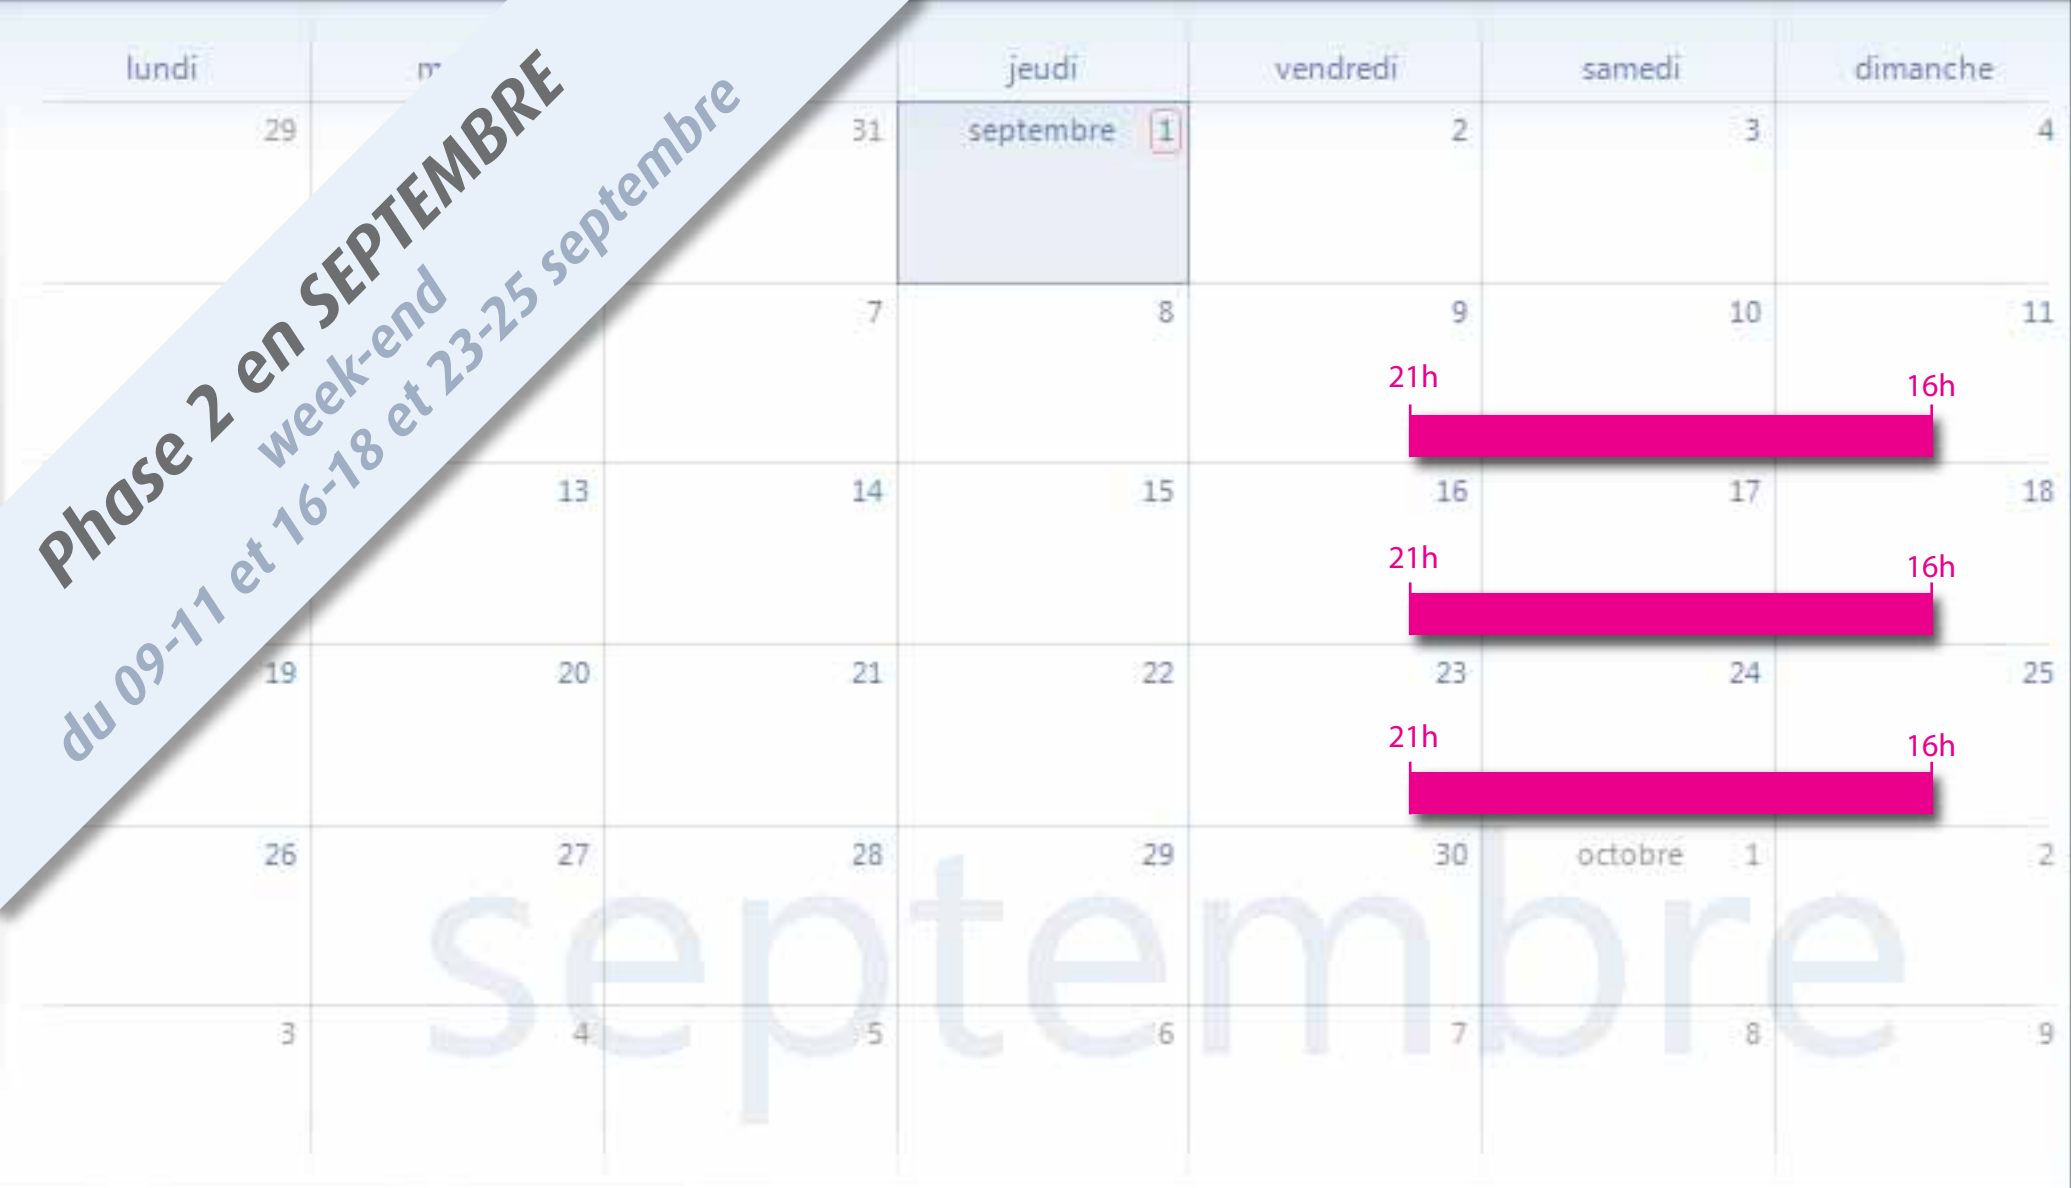 Phase 2 en SEPTEMBRE
week-end
du 09-11 et 16-18 et 23-25 septembre
lundi jeudi vendredi samedi dimanche
29 31 septembre 1 2 3 4
7 8 9 10 11
21h 16h
13 14 15 16 17 18
21h 16h
19 20 21 22 23 24 25
21h 16h
26 27 28 29 30 octobre 1 2
septembre
3 4 5 6 7 8 9